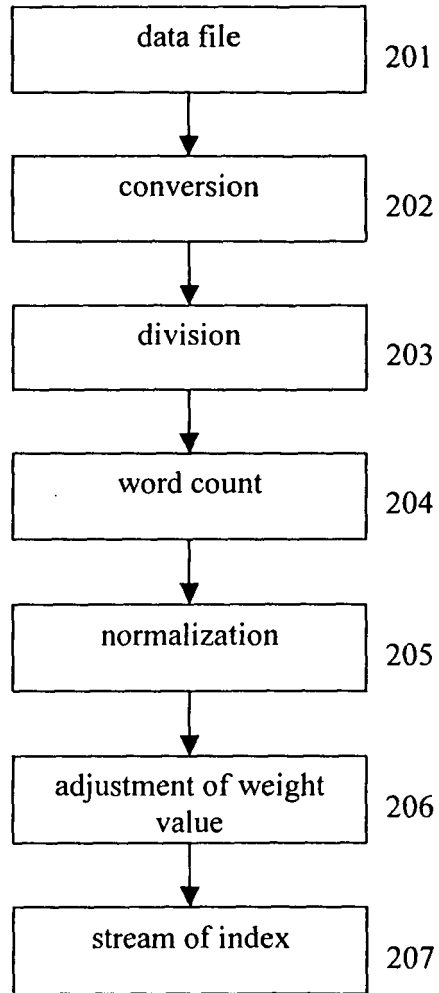 data file
201
conversion
202
division
203
word count
204
normalization
205
adjustment of weight
value
206
stream of index
207